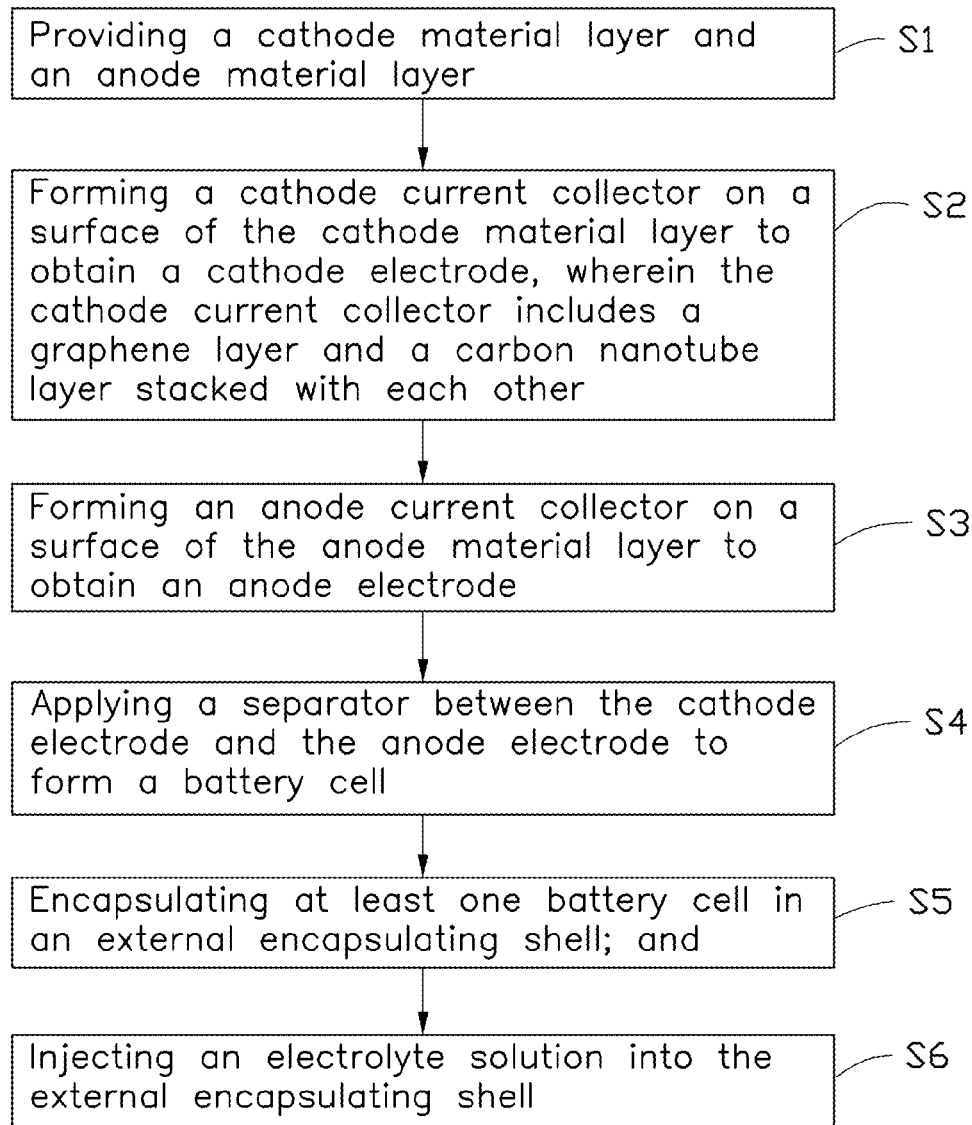 Providing a cathode material layer and
an anode material layer
S1
Forming a cathode current collector on a
surface of the cathode material layer to
obtain a cathode electrode, wherein the
cathode current collector includes a
graphene layer and a carbon nanotube
layer stacked with each other
S2
Forming an anode current collector on a
surface of the anode material layer to
obtain an anode electrode
S3
Applying a separator between the cathode
electrode and the anode electrode to
form a battery cell
S4
Encapsulating at least one battery cell in
an external encapsulating shell; and
S5
Injecting an electrolyte solution into the
external encapsulating shell
S6